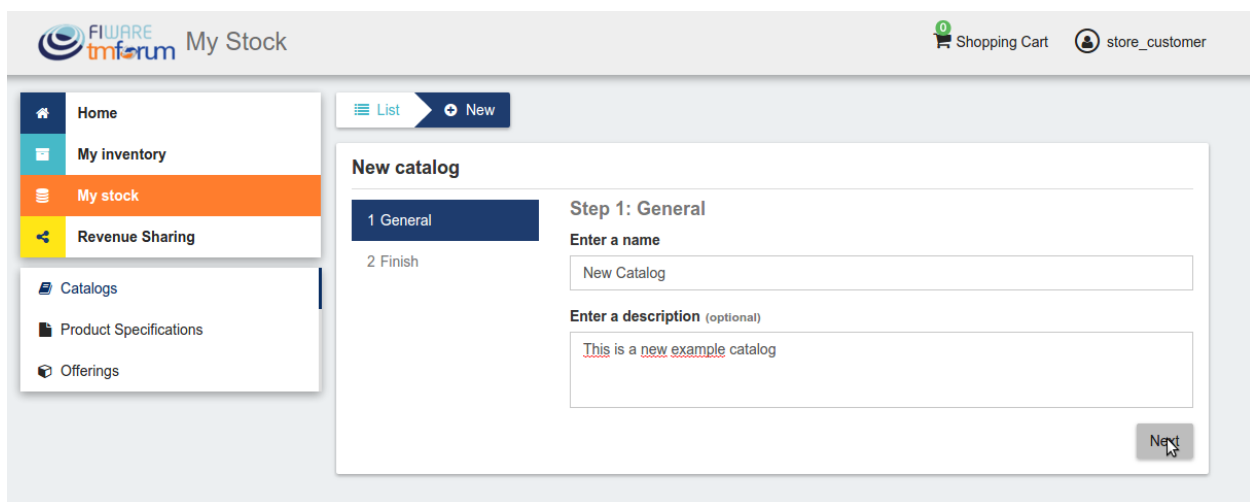 FIWARE
tmforum My Stock
0
Shopping Cart store_customer
Home
My inventory
My stock
Revenue Sharing
Catalogs
Product Specifications
Offerings
List New
New catalog
1 General
2 Finish
Step 1: General
Enter a name
New Catalog
Enter a description (optional)
This is a new example catalog
Next